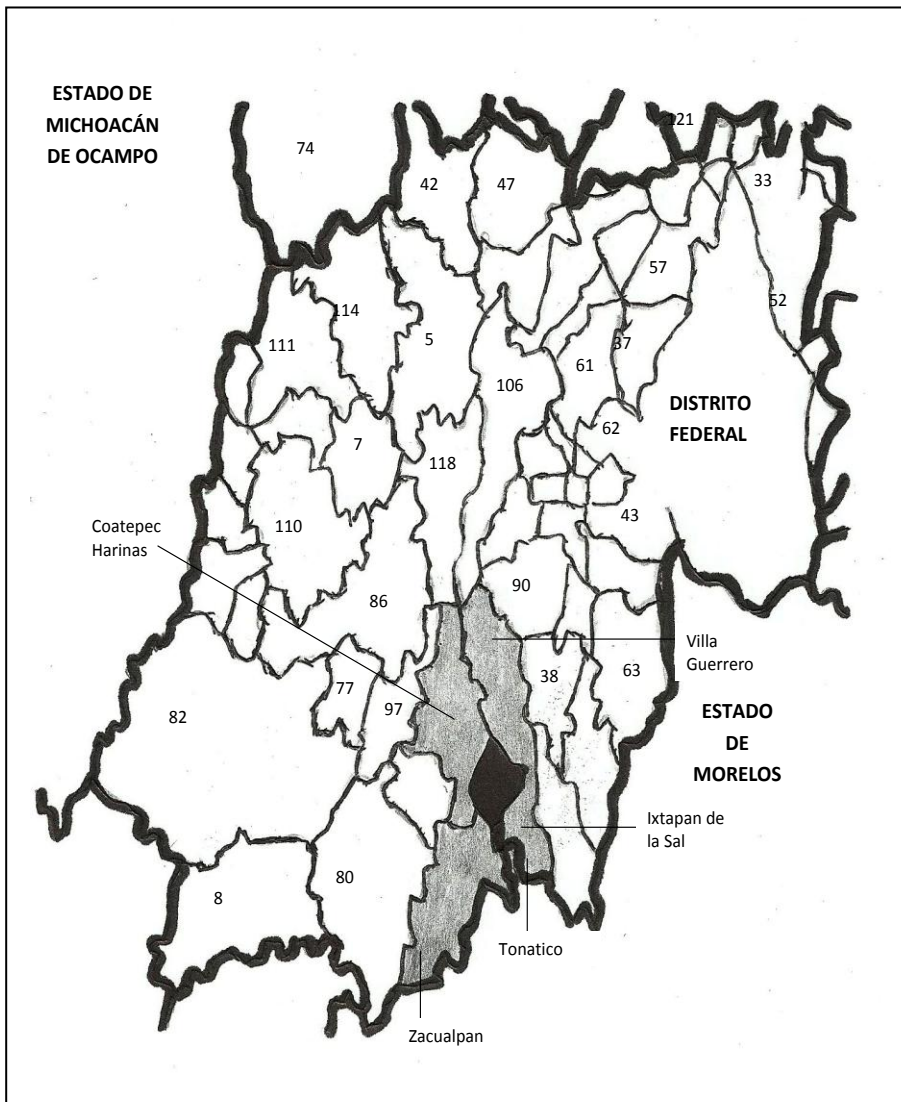 ESTADO DE
MICHOACÁN
DE OCAMPO
74
42
47
121
33
57
52
114
111
5
37
61
106
DISTRITO
FEDERAL
62
7
118
43
Coatepec
Harinas
110
90
86
Villa
Guerrero
38
63
77
97
82
ESTADO
DE
MORELOS
Ixtapan de
la Sal
80
8
Tonatico
Zacualpan